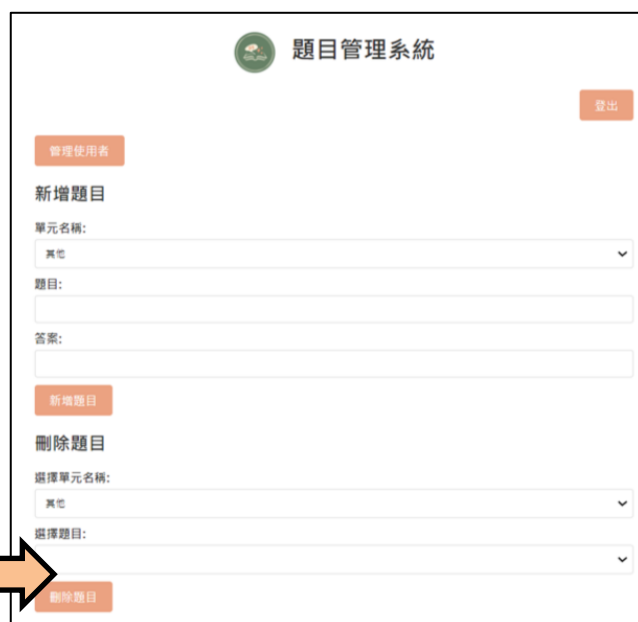 題目管理系統
登出
管理使用者
新增題目
單元名稱:
其他
題目:
答案:
新增題目
刪除題目
選擇單元名稱:
其他
選擇題目:
刪除題目